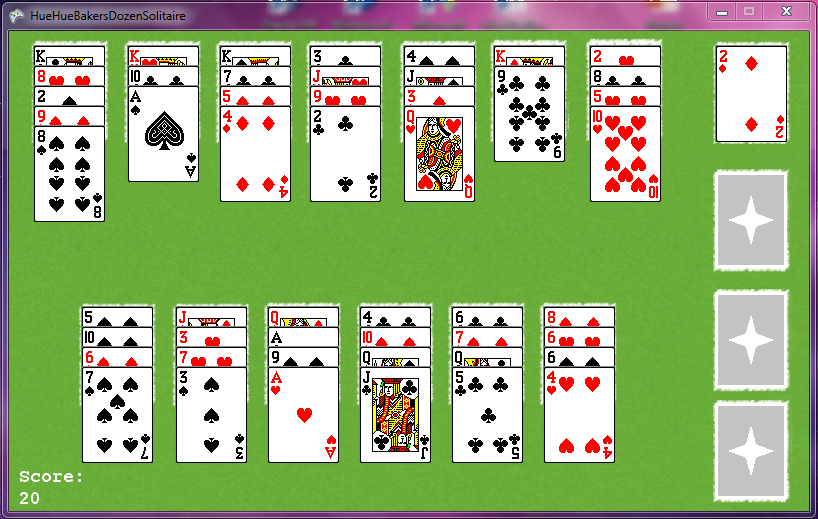 HueHueBakersDozenSolitaire
K K K 3 4 K 2 2
8 10 7 J J 9 8
2 A 5 9 3 5
9 4 2 Q 10
8
5 J Q 4 6 8
10 3 A 10 7 6
6 7 9 Q Q 6
7 3 A J 5 4
Score:
20